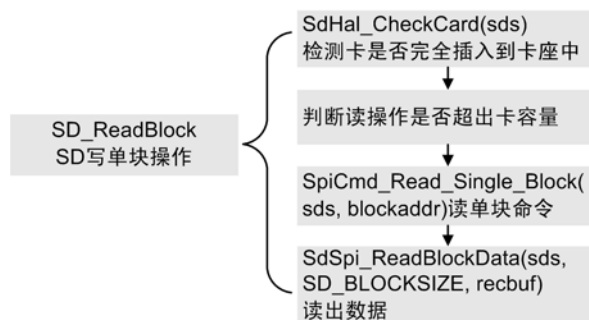 SD_ReadBlock
SD写单块操作
SdHal_CheckCard(sds)
检测卡是否完全插入到卡座中
判断读操作是否超出卡容量
SpiCmd_Read_Single_Block(
sds, blockaddr)读单块命令
SdSpi_ReadBlockData(sds,
SD_BLOCKSIZE, recbuf)
读出数据